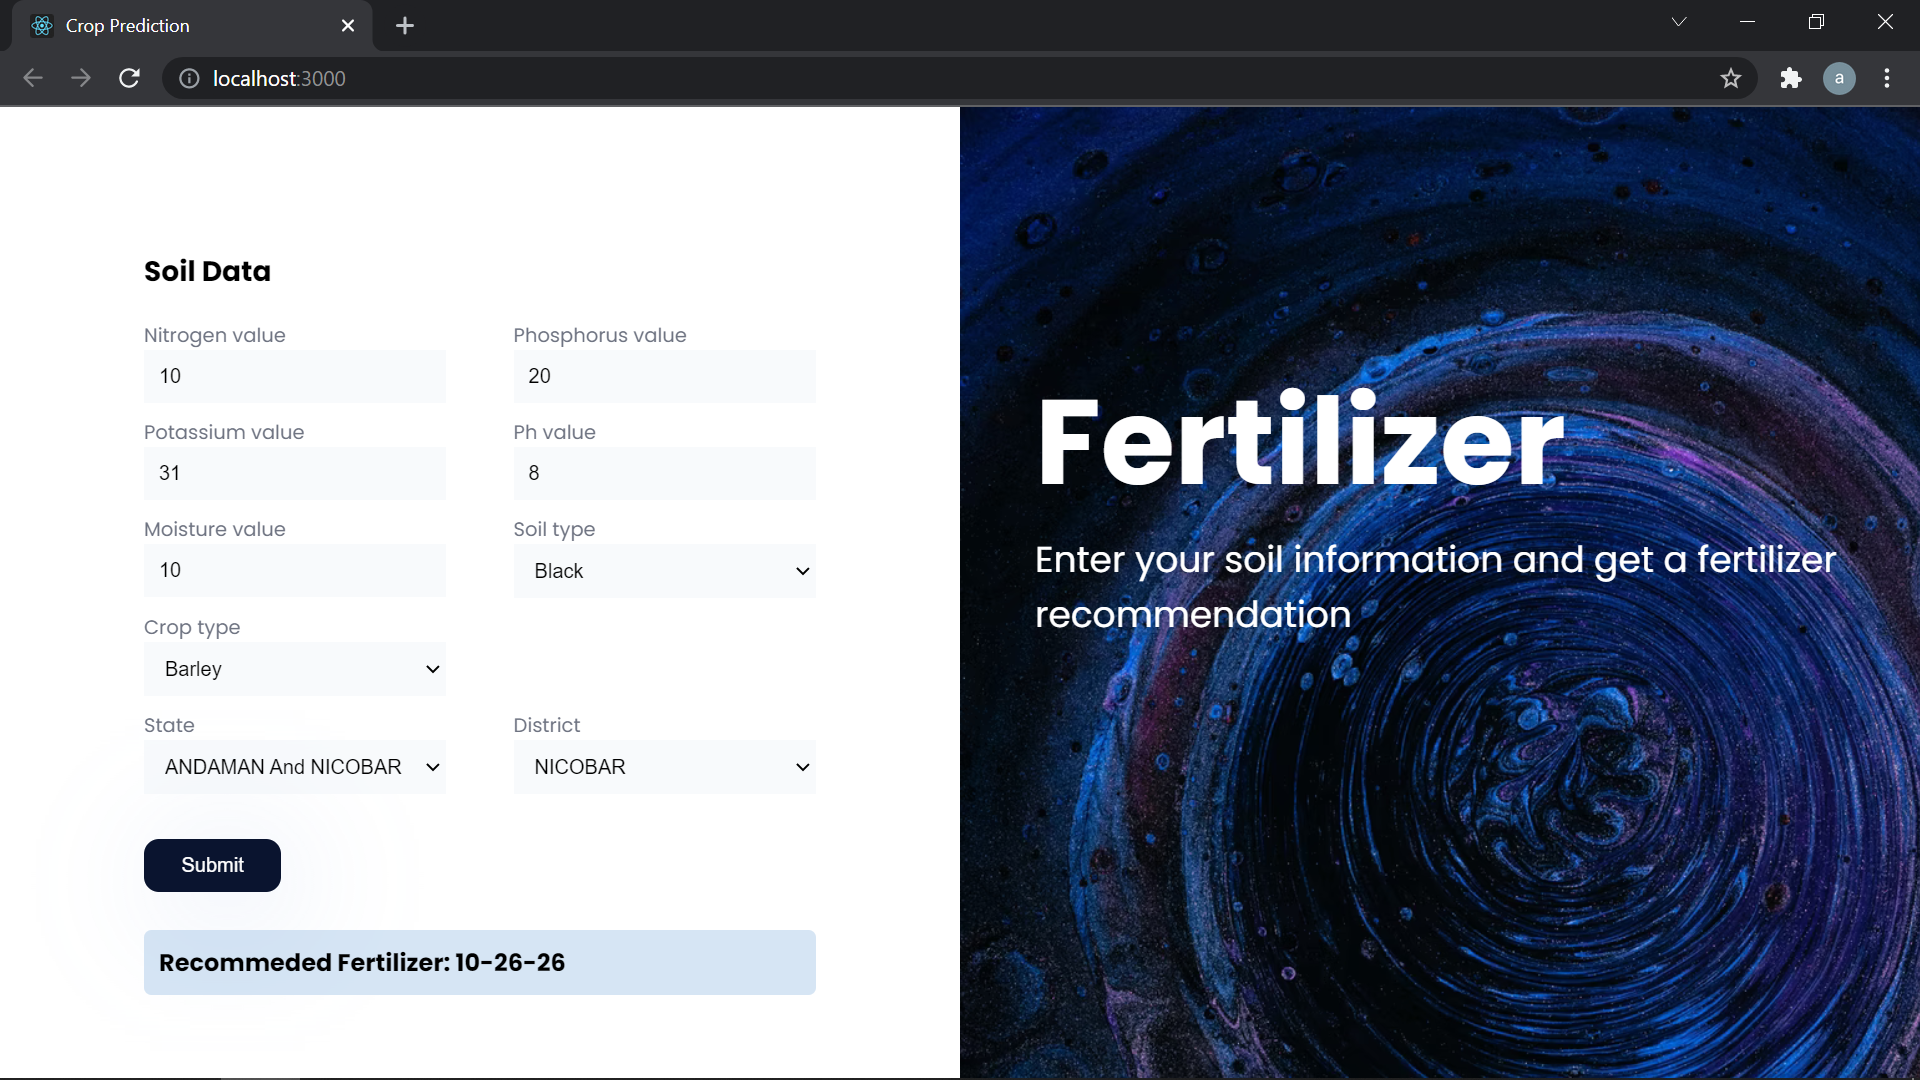 Crop Prediction
localhost:3000
a
Soil Data
Nitrogen value
Phosphorus value
10
20
Potassium value
Ph value
31
8
Moisture value
Soil type
10
Black
Crop type
Barley
State
District
ANDAMAN And NICOBAR
NICOBAR
Submit
Recommeded Fertilizer: 10-26-26
Fertilizer
Enter your soil information and get a fertilizer
recommendation